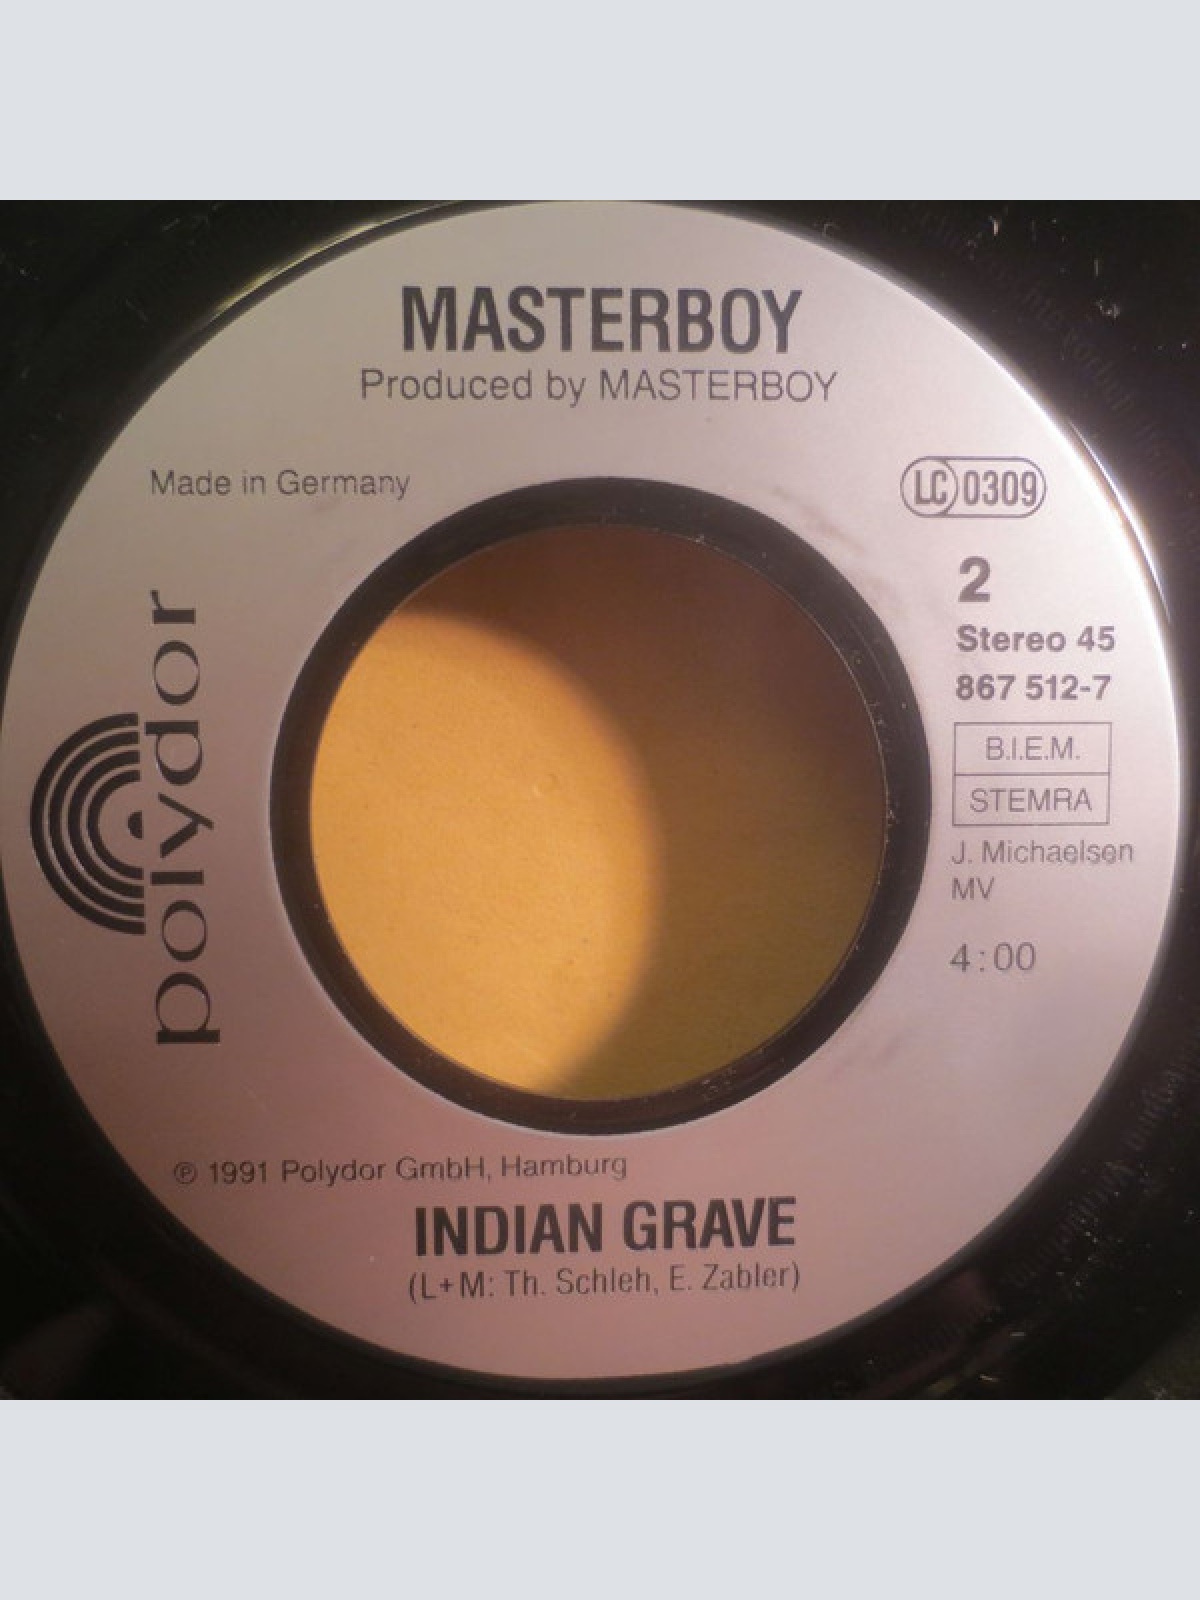 MASTERBOY
Produced by MASTERBOY
Made in Germany
LC 0309
2
Stereo 45
867 512-7
B.I.E.M.
STEMRA
J. Michaelsen
MV
4:00
polydor
℗ 1991 Polydor GmbH, Hamburg
INDIAN GRAVE
(L+M: Th. Schleh, E. Zabler)